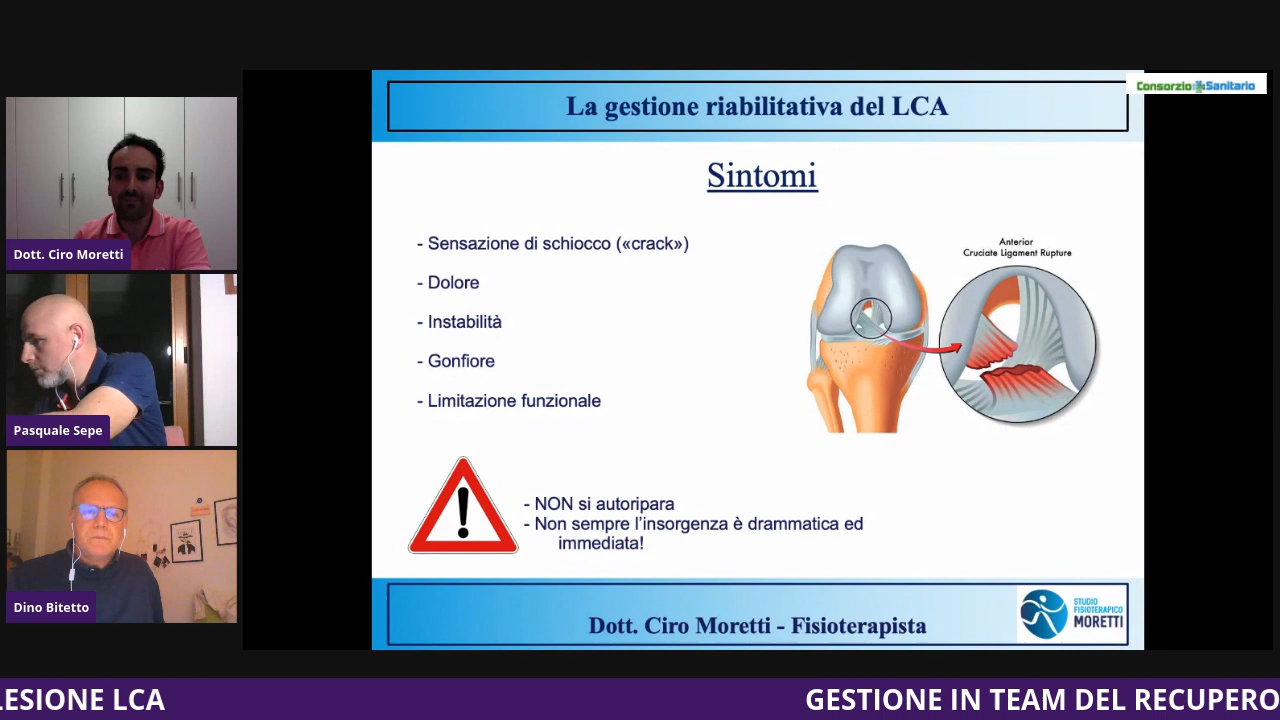 Dott. Ciro Moretti
Pasquale Sepe
Dino Bitetto
Consorzio Sanitario
La gestione riabilitativa del LCA
Sintomi
- Sensazione di schiocco («crack»)
- Dolore
- Instabilità
- Gonfiore
- Limitazione funzionale
Anterior
Cruciate Ligament Rupture
- NON si autoripara
- Non sempre l'insorgenza è drammatica ed
immediata!
Dott. Ciro Moretti - Fisioterapista
STUDIO
FISIOTERAPICO
MORETTI
LESIONE LCA GESTIONE IN TEAM DEL RECUPERO